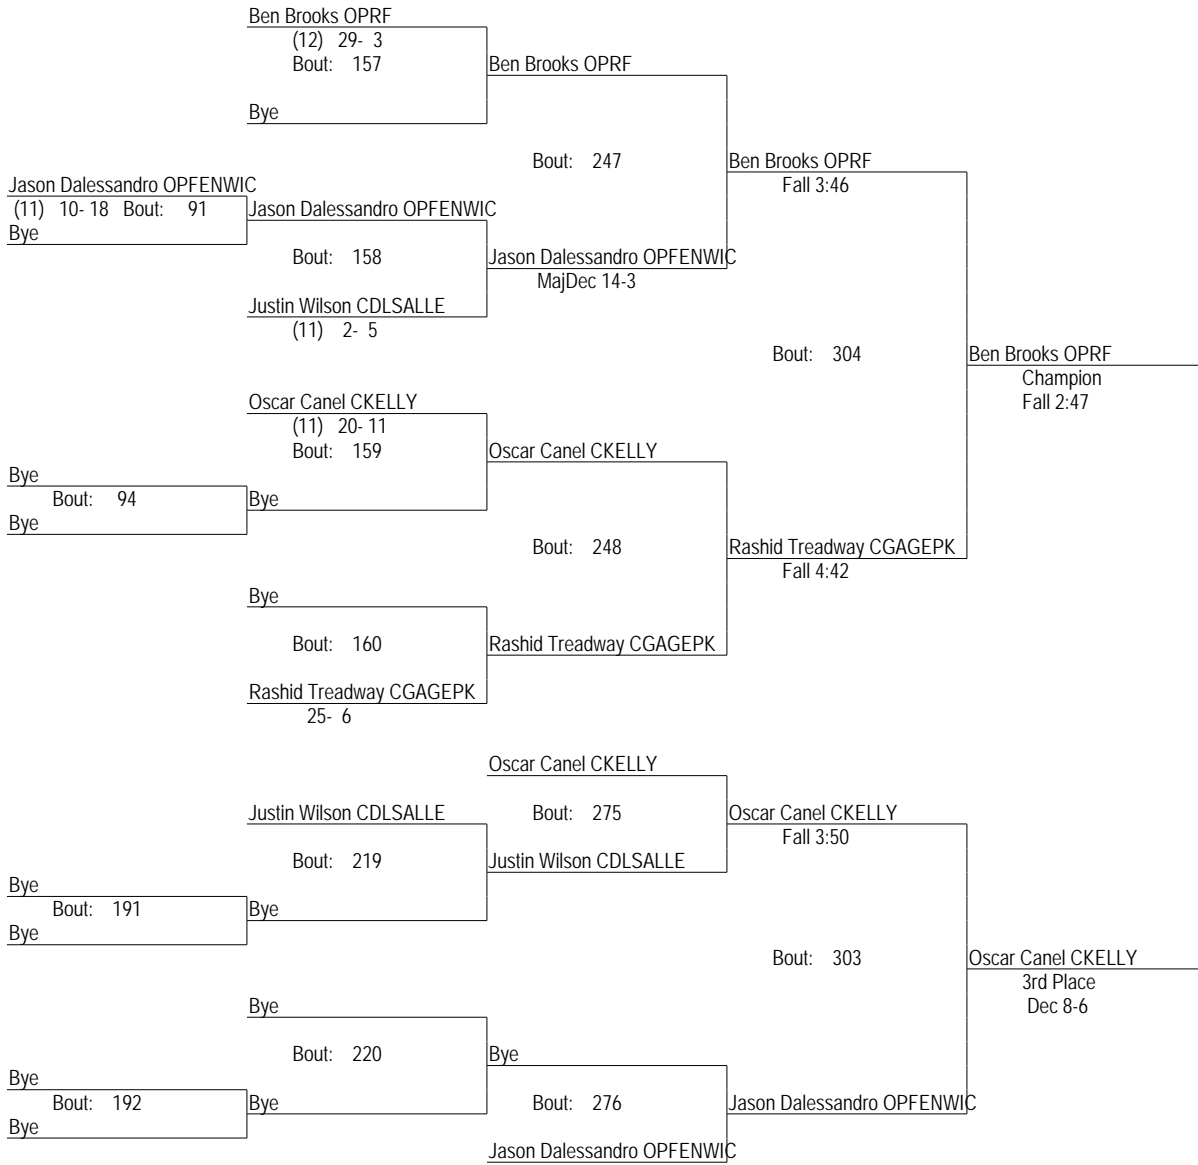 Ben Brooks OPRF
(12) 29- 3
Bout: 157
Ben Brooks OPRF
Bye
Bout: 247
Ben Brooks OPRF
Fall 3:46
Jason Dalessandro OPFENWIC
(11) 10- 18 Bout: 91
Bye
Jason Dalessandro OPFENWIC
Bout: 158
Jason Dalessandro OPFENWIC
MajDec 14-3
Justin Wilson CDLSALLE
(11) 2- 5
Bout: 304
Ben Brooks OPRF
Champion
Fall 2:47
Oscar Canel CKELLY
(11) 20- 11
Bout: 159
Oscar Canel CKELLY
Bye
Bout: 94
Bye
Bye
Bout: 248
Rashid Treadway CGAGEPK
Fall 4:42
Bye
Bout: 160
Rashid Treadway CGAGEPK
Rashid Treadway CGAGEPK
25- 6
Oscar Canel CKELLY
Justin Wilson CDLSALLE
Bout: 275
Oscar Canel CKELLY
Fall 3:50
Bout: 219
Justin Wilson CDLSALLE
Bye
Bout: 191
Bye
Bye
Bout: 303
Oscar Canel CKELLY
3rd Place
Dec 8-6
Bye
Bout: 220
Bye
Bye
Bout: 192
Bye
Bye
Bout: 276
Jason Dalessandro OPFENWIC
Jason Dalessandro OPFENWIC